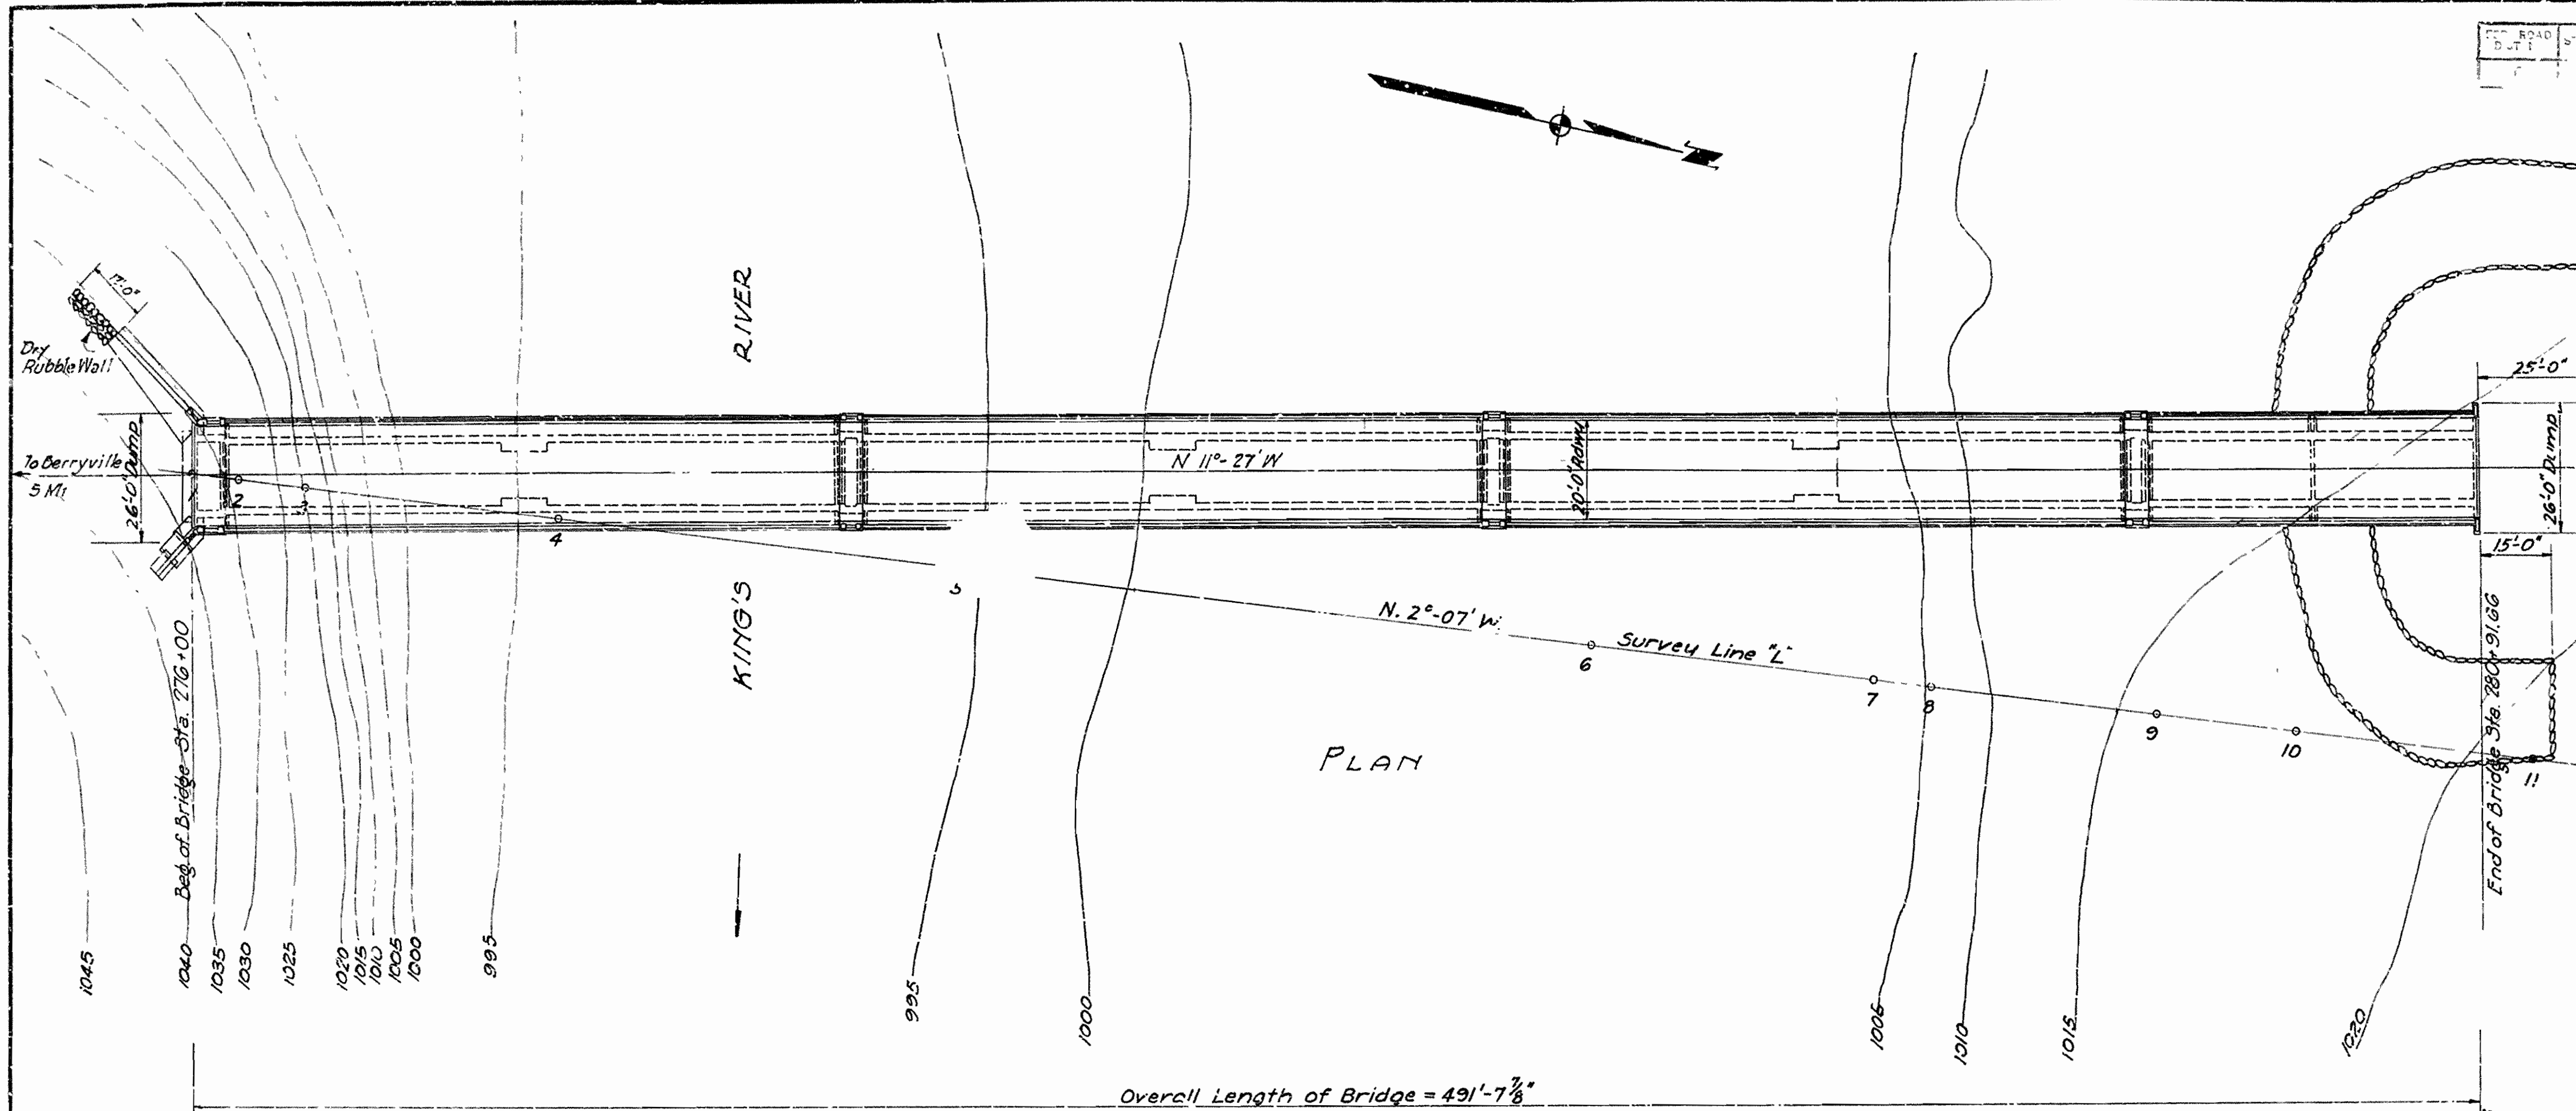 ROAD
17'-0"
Dry
Rubble Wall
RIVER
25'-0"
26'-0" Dump
To Berryville
5 Mi
N 11°-27' W
20'-0" Rdwy
26'-0" Dump
2
3
4
5
15'-0"
KING'S
N. 2°-07' W.
Survey Line "L"
6
7
8
9
10
11
Beg. of Bridge Sta. 276+00
End of Bridge Sta. 280+91.66
PLAN
1045
1040
1035
1030
1025
1020
1015
1010
1005
1000
995
995
1000
1005
1010
1015
1020
Overall Length of Bridge = 491'-7 7/8"